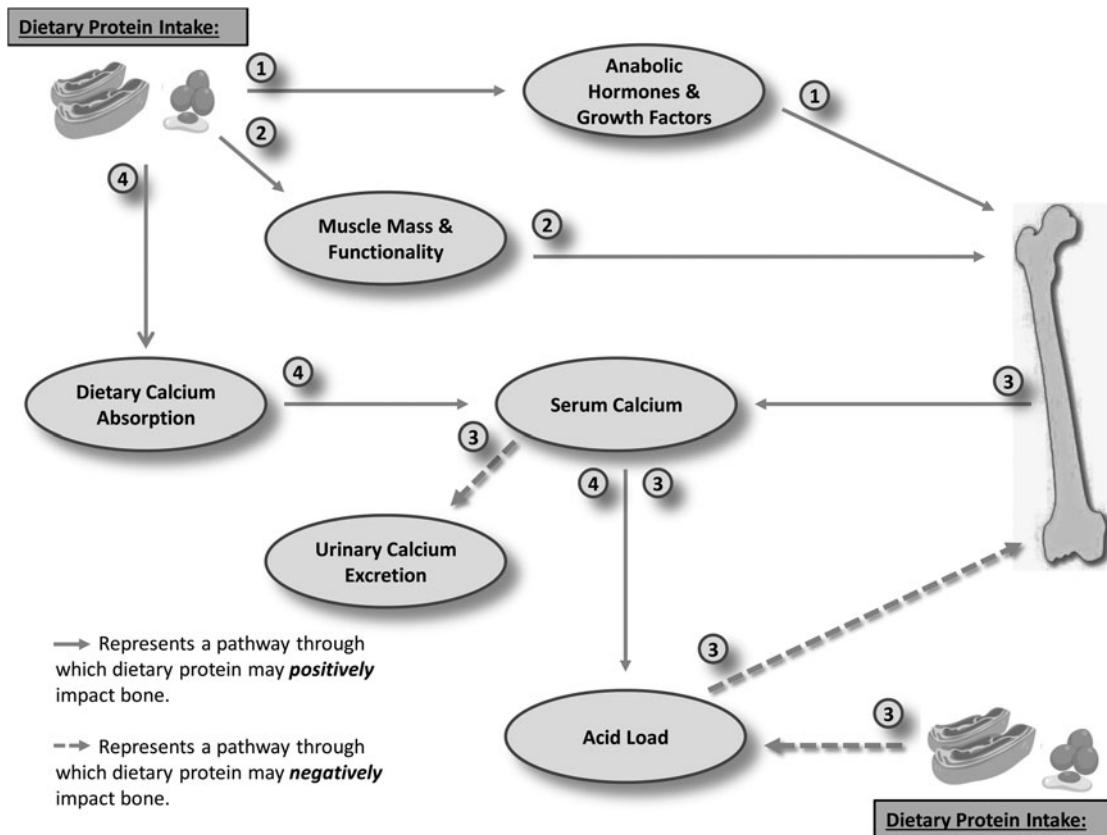 Dietary Protein Intake:
1
Anabolic
Hormones &
Growth Factors
1
2
4
Muscle Mass &
Functionality
2
Dietary Calcium
Absorption
4
Serum Calcium
3
3
4
3
Urinary Calcium
Excretion
Represents a pathway through
which dietary protein may positively
impact bone.
3
Acid Load
3
Represents a pathway through
which dietary protein may negatively
impact bone.
Dietary Protein Intake: